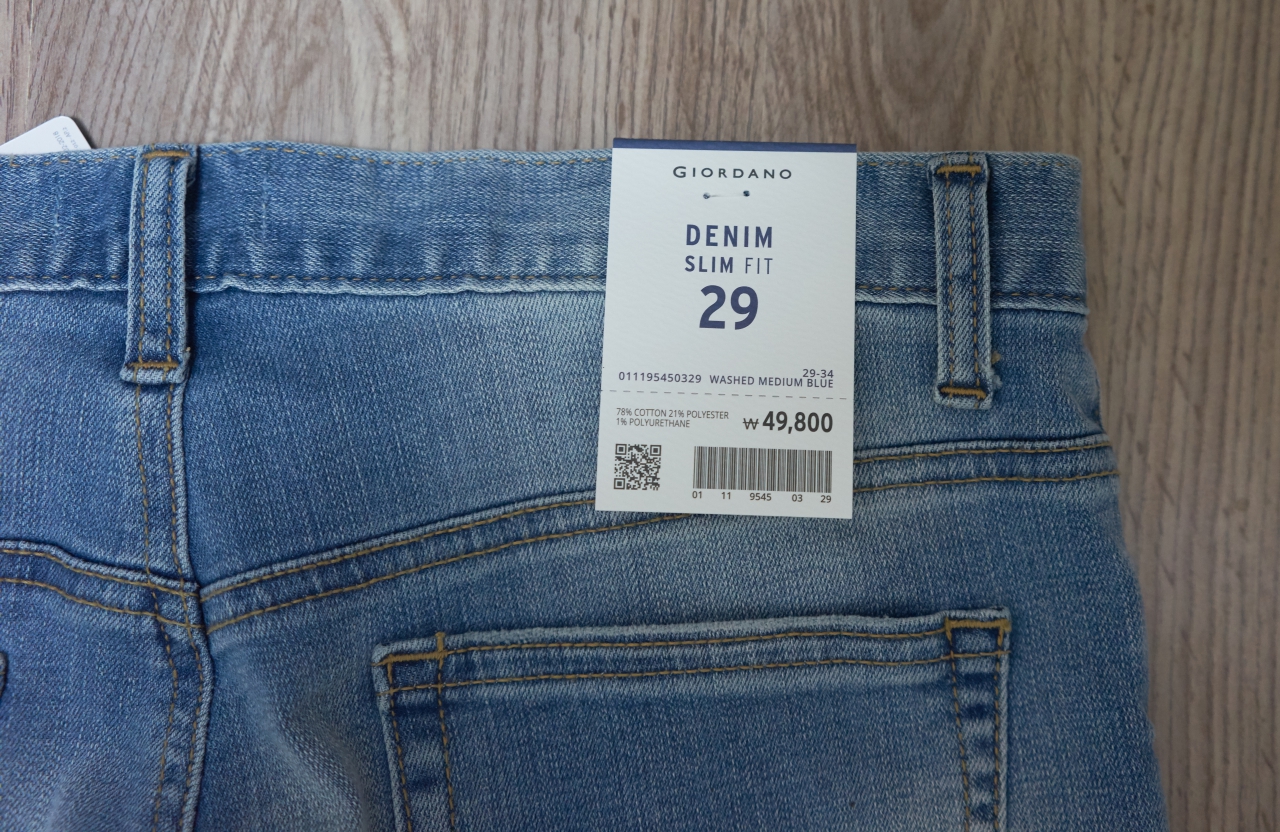 GIORDANO
DENIM
SLIM FIT
29
29-34
011195450329 WASHED MEDIUM BLUE
78% COTTON 21% POLYESTER
1% POLYURETHANE
₩49,800
01 11 9545 03 29